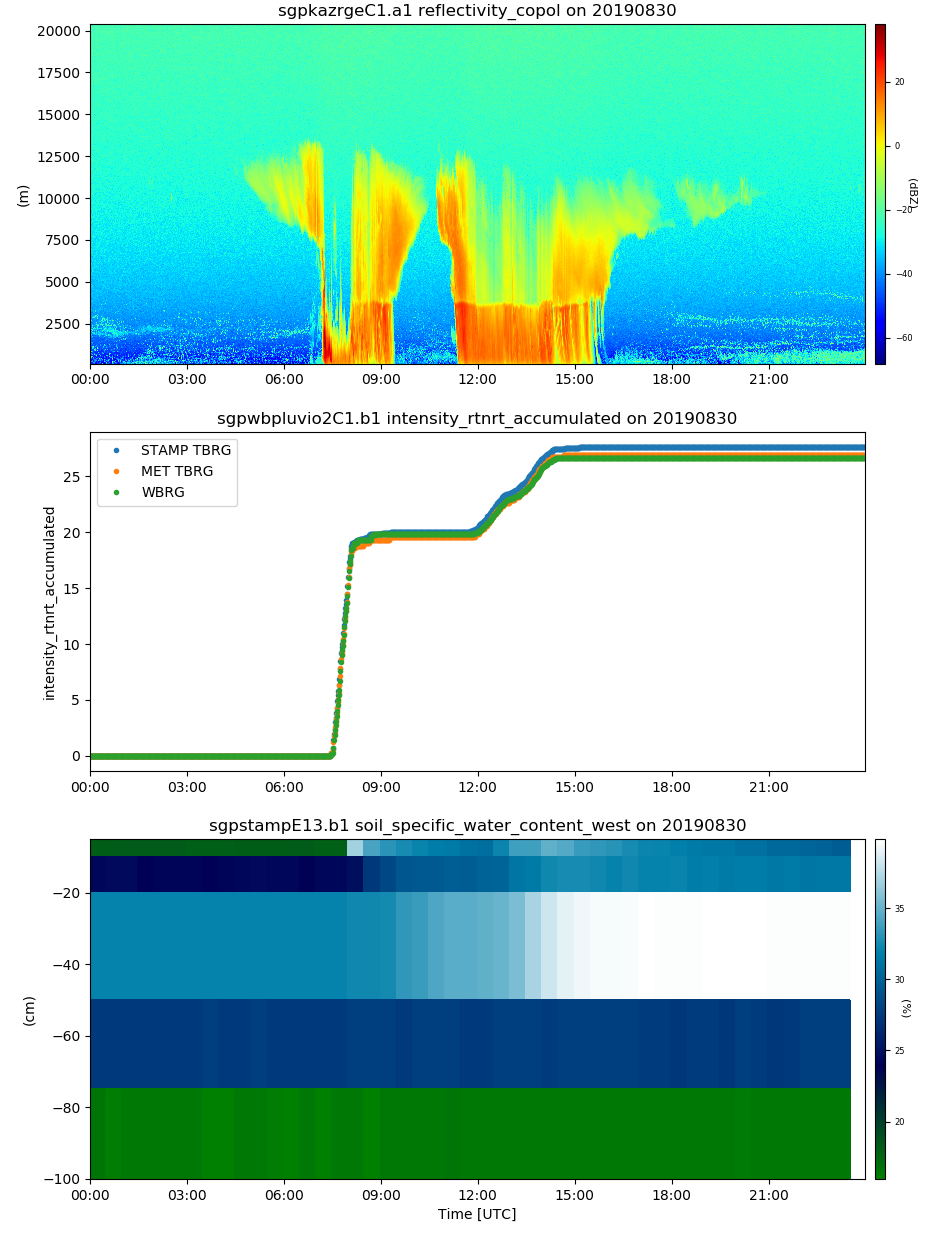 sgpkazrgeC1.a1 reflectivity_copol on 20190830
20000
17500
15000
12500
10000
7500
5000
2500
(m)
00:00 03:00 06:00 09:00 12:00 15:00 18:00 21:00
20
0
−20
−40
−60
(dBZ)
sgpwbpluvio2C1.b1 intensity_rtnrt_accumulated on 20190830
STAMP TBRG
MET TBRG
WBRG
25
20
15
10
5
0
intensity_rtnrt_accumulated
00:00 03:00 06:00 09:00 12:00 15:00 18:00 21:00
sgpstampE13.b1 soil_specific_water_content_west on 20190830
−20
−40
−60
−80
−100
(cm)
00:00 03:00 06:00 09:00 12:00 15:00 18:00 21:00
Time [UTC]
35
30
25
20
(%)